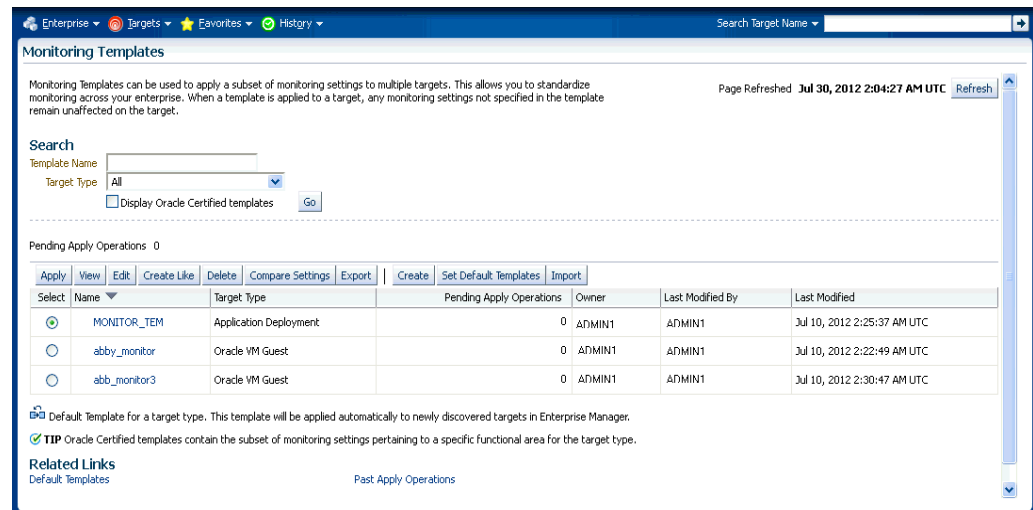 Enterprise Targets Favorites History Search Target Name
Monitoring Templates
Monitoring Templates can be used to apply a subset of monitoring settings to multiple targets. This allows you to standardize
monitoring across your enterprise. When a template is applied to a target, any monitoring settings not specified in the template
remain unaffected on the target.
Page Refreshed Jul 30, 2012 2:04:27 AM UTC Refresh
Search
Template Name
Target Type All
Display Oracle Certified templates Go
Pending Apply Operations 0
Apply View Edit Create Like Delete Compare Settings Export | Create Set Default Templates Import
Select Name Target Type Pending Apply Operations Owner Last Modified By Last Modified
MONITOR_TEM Application Deployment 0 ADMIN1 ADMIN1 Jul 10, 2012 2:25:37 AM UTC
abby_monitor Oracle VM Guest 0 ADMIN1 ADMIN1 Jul 10, 2012 2:22:49 AM UTC
abb_monitor3 Oracle VM Guest 0 ADMIN1 ADMIN1 Jul 10, 2012 2:30:47 AM UTC
Default Template for a target type. This template will be applied automatically to newly discovered targets in Enterprise Manager.
TIP Oracle Certified templates contain the subset of monitoring settings pertaining to a specific functional area for the target type.
Related Links
Default Templates Past Apply Operations